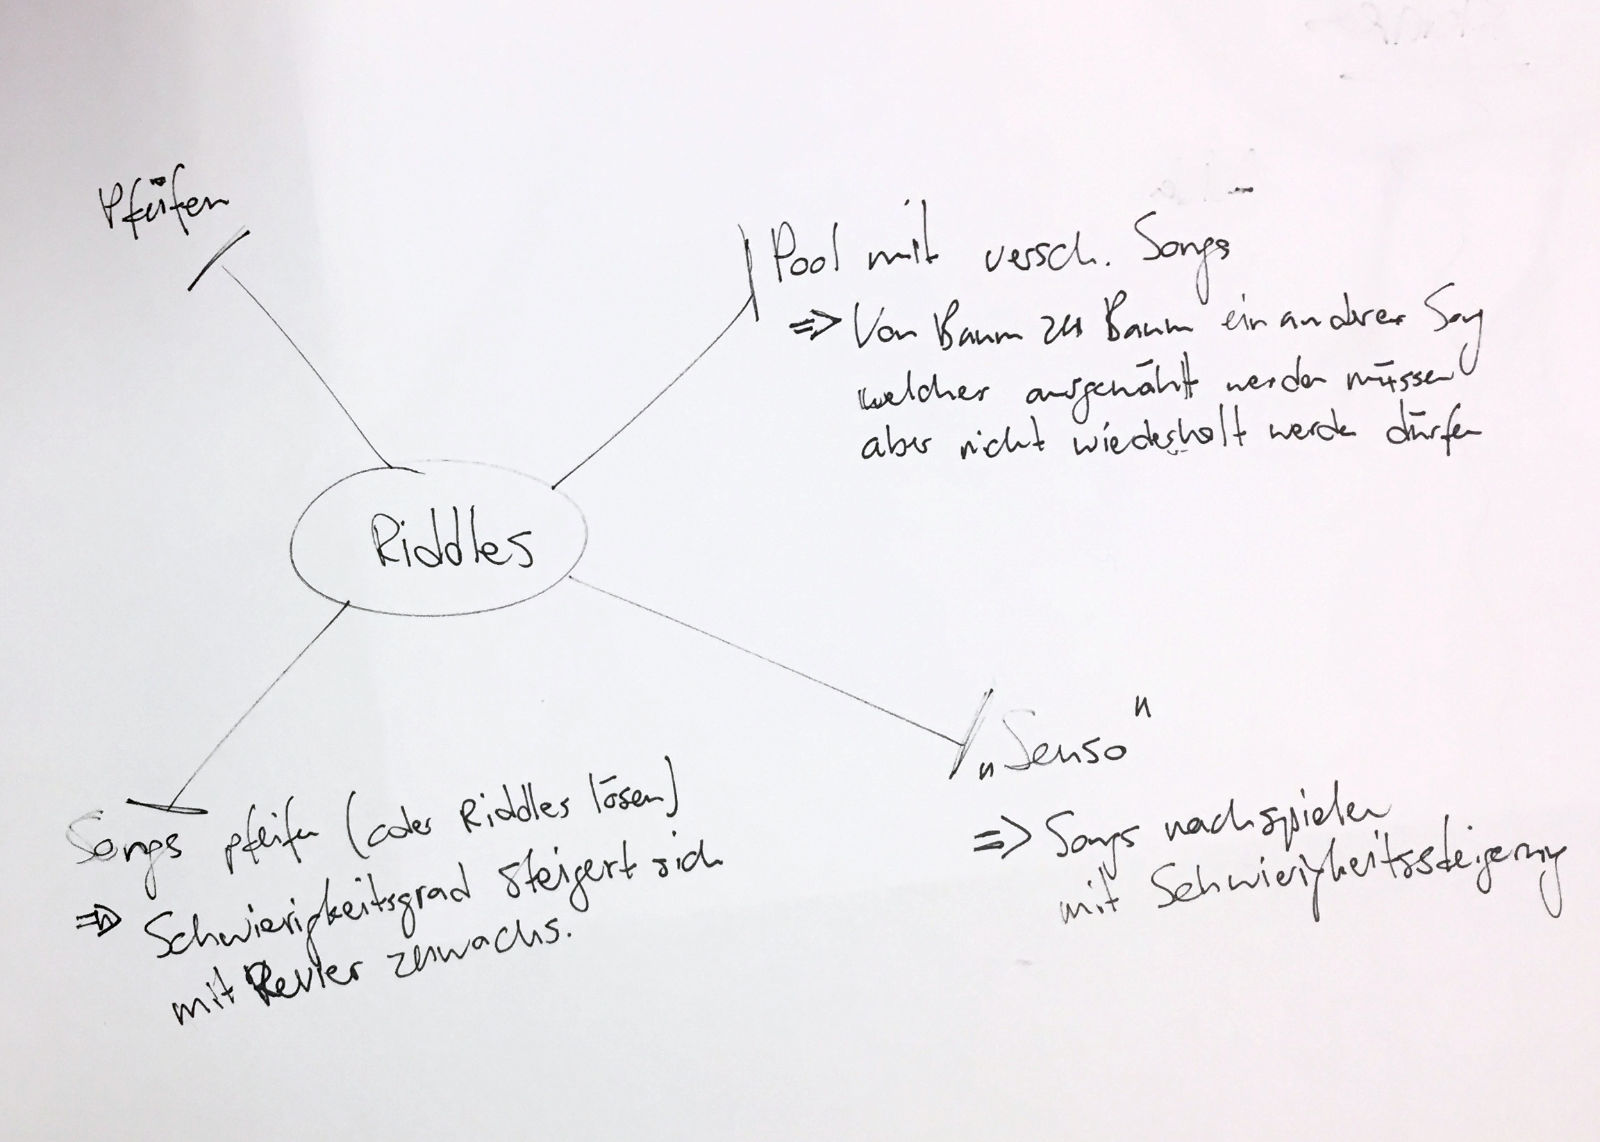 Pfeifen
Pool mit versch. Songs
=> Von Baum zu Baum ein anderer Song
welcher ausgewählt werden müssen
aber nicht wiederholt werden dürfen
Riddles
"Senso"
=> Songs nachspielen
mit Schwierigkeitssteigerung
Songs pfeifen (oder Riddles lösen)
=> Schwierigkeitsgrad steigert sich
mit Revier zuwachs.